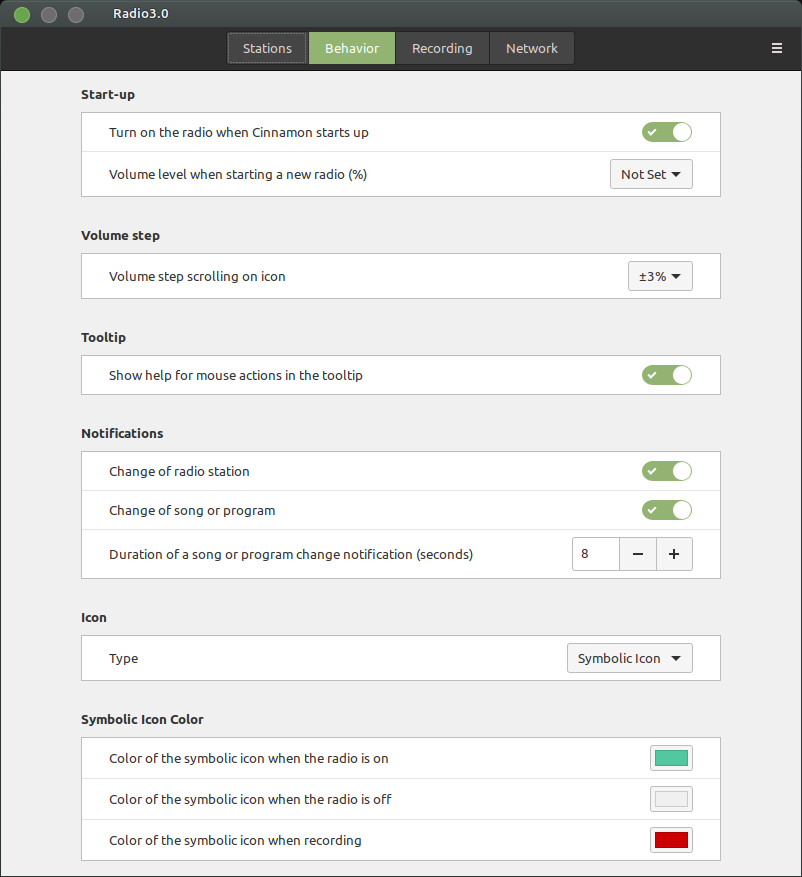 Radio3.0
Stations Behavior Recording Network
Start-up
Turn on the radio when Cinnamon starts up
Volume level when starting a new radio (%) Not Set
Volume step
Volume step scrolling on icon ±3%
Tooltip
Show help for mouse actions in the tooltip
Notifications
Change of radio station
Change of song or program
Duration of a song or program change notification (seconds) 8
Icon
Type Symbolic Icon
Symbolic Icon Color
Color of the symbolic icon when the radio is on
Color of the symbolic icon when the radio is off
Color of the symbolic icon when recording